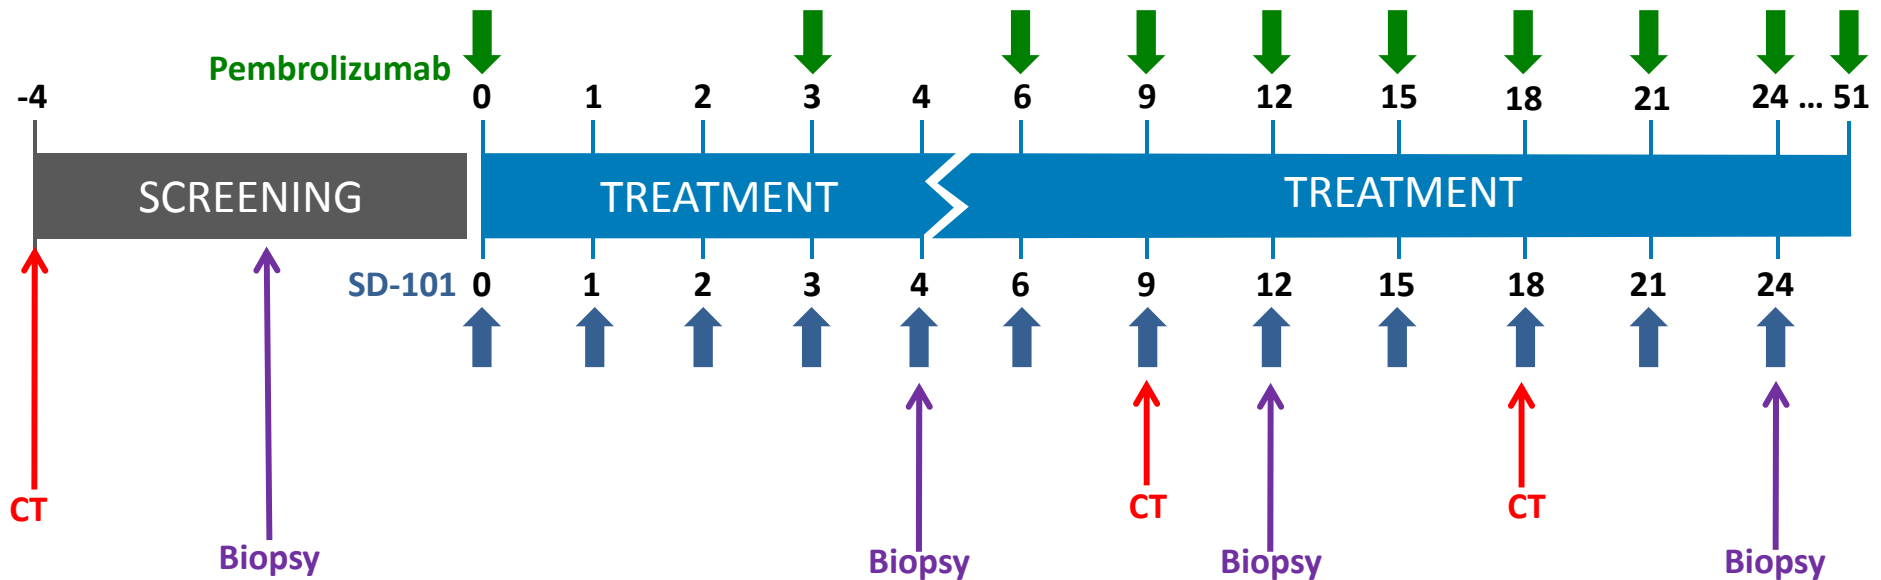 Pembrolizumab
-4 0 1 2 3 4 6 9 12 15 18 21 24 ... 51
SCREENING TREATMENT TREATMENT
SD-101 0 1 2 3 4 6 9 12 15 18 21 24
CT CT CT
Biopsy Biopsy Biopsy Biopsy